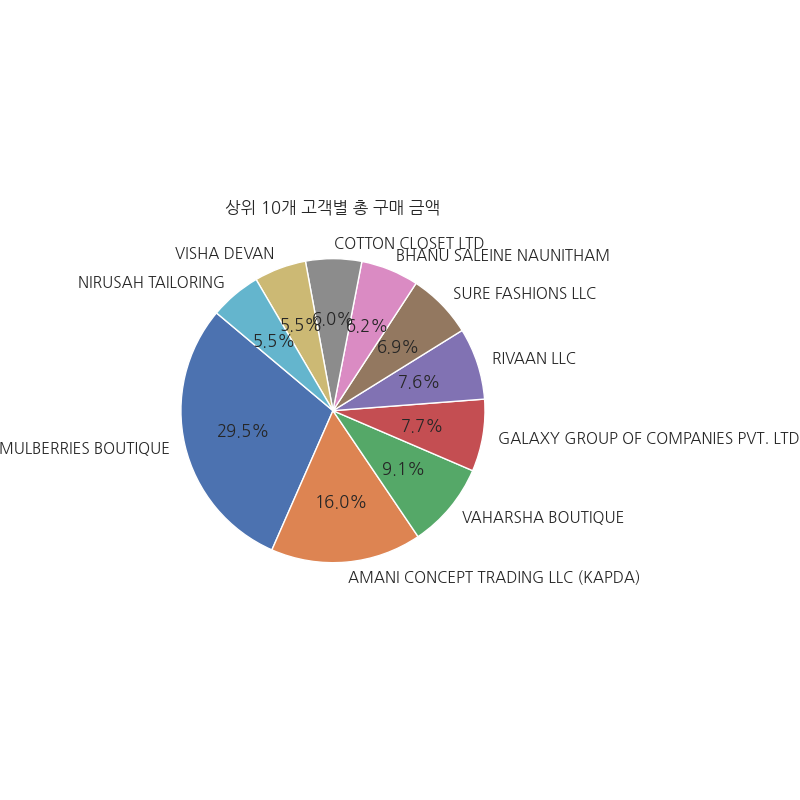 상위 10개 고객별 총 구매 금액
COTTON CLOSET LTD
VISHA DEVAN
BHANU SALEINE NAUNITHAM
NIRUSAH TAILORING
SURE FASHIONS LLC
6.0%
5.5%
6.2%
5.5%
6.9%
RIVAAN LLC
7.6%
7.7%
29.5%
GALAXY GROUP OF COMPANIES PVT. LTD
MULBERRIES BOUTIQUE
9.1%
16.0%
VAHARSHA BOUTIQUE
AMANI CONCEPT TRADING LLC (KAPDA)